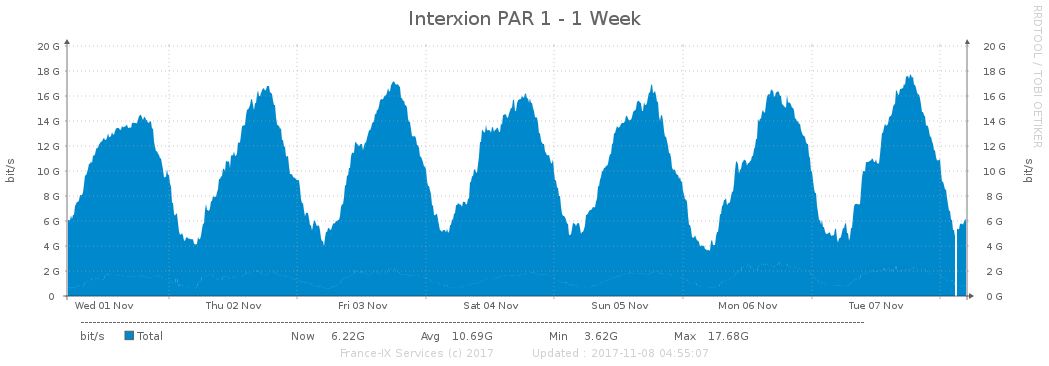 Interxion PAR 1 - 1 Week
RRDTOOL / TOBI OETIKER
20 G 20 G
18 G 18 G
16 G 16 G
14 G 14 G
12 G 12 G
10 G 10 G
8 G 8 G
6 G 6 G
4 G 4 G
2 G 2 G
0 0 G
bit/s
bit/s
Wed 01 Nov Thu 02 Nov Fri 03 Nov Sat 04 Nov Sun 05 Nov Mon 06 Nov Tue 07 Nov
bit/s Total Now 6.22G Avg 10.69G Min 3.62G Max 17.68G
France-IX Services (c) 2017 Updated : 2017-11-08 04:55:07